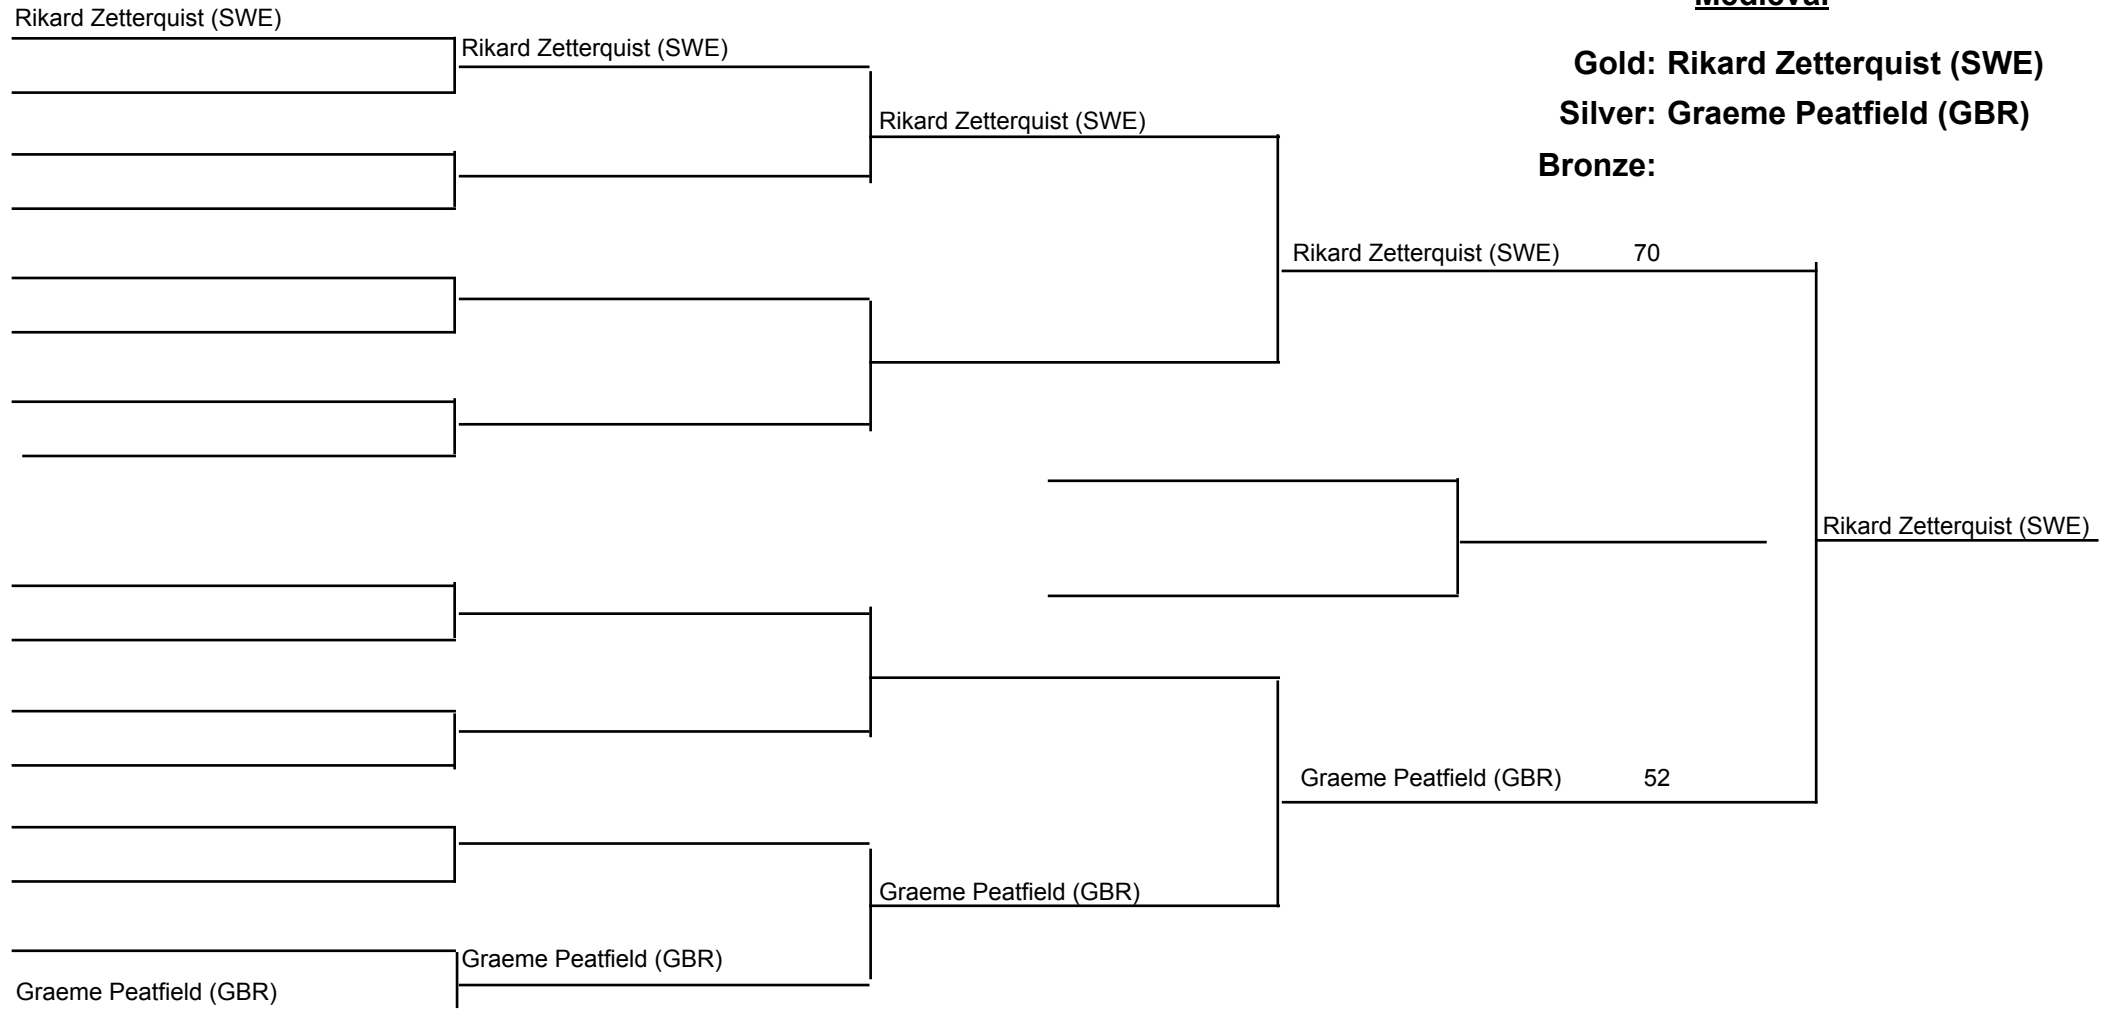 Medieval
Gold: Rikard Zetterquist (SWE)
Silver: Graeme Peatfield (GBR)
Bronze:
Rikard Zetterquist (SWE)
Rikard Zetterquist (SWE)
Rikard Zetterquist (SWE)
Rikard Zetterquist (SWE) 70
Rikard Zetterquist (SWE)
Graeme Peatfield (GBR) 52
Graeme Peatfield (GBR)
Graeme Peatfield (GBR)
Graeme Peatfield (GBR)